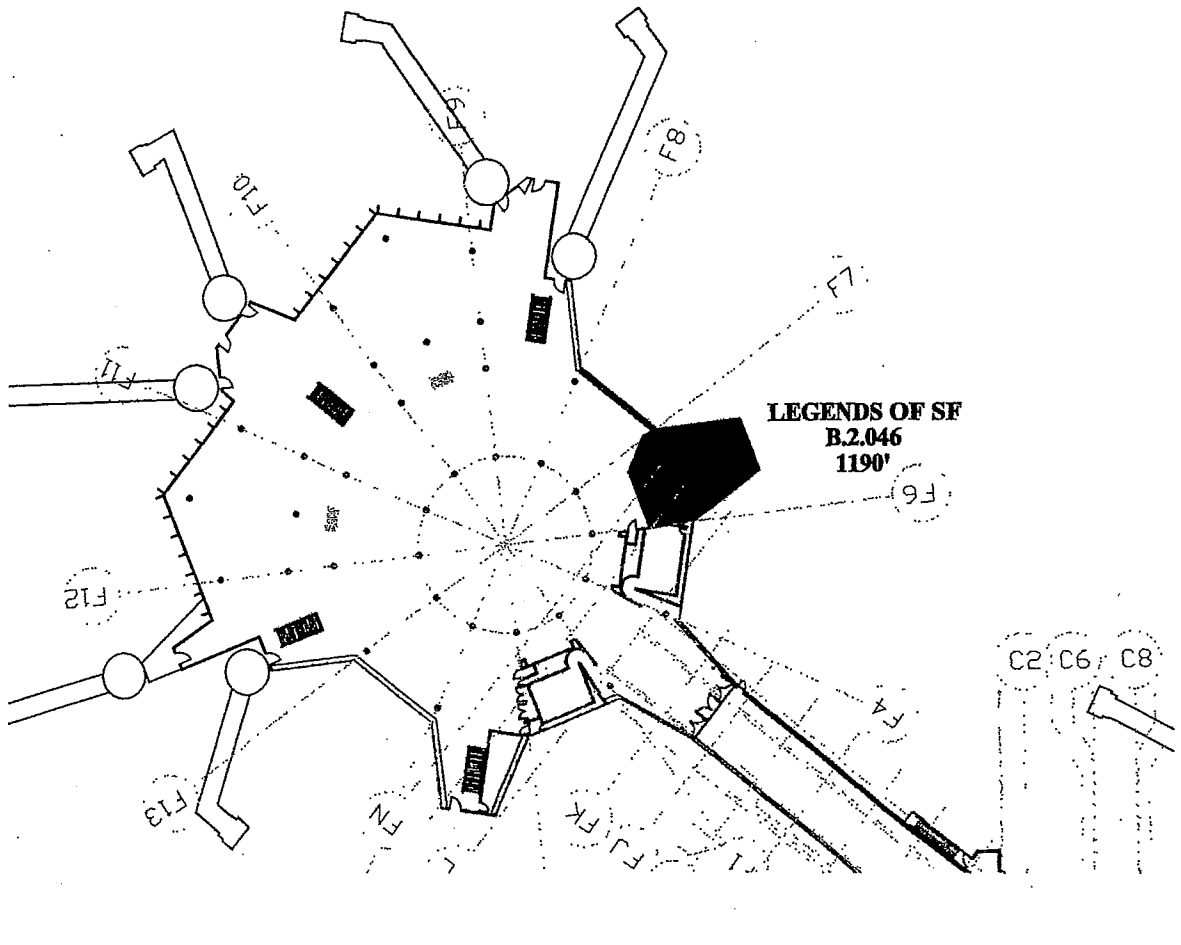 F9
F8
F10
F7
F11
LEGENDS OF SF
B.2.046
1190'
F6
F12
C2 C6 C8
F4
F13
FN
FK
FJ